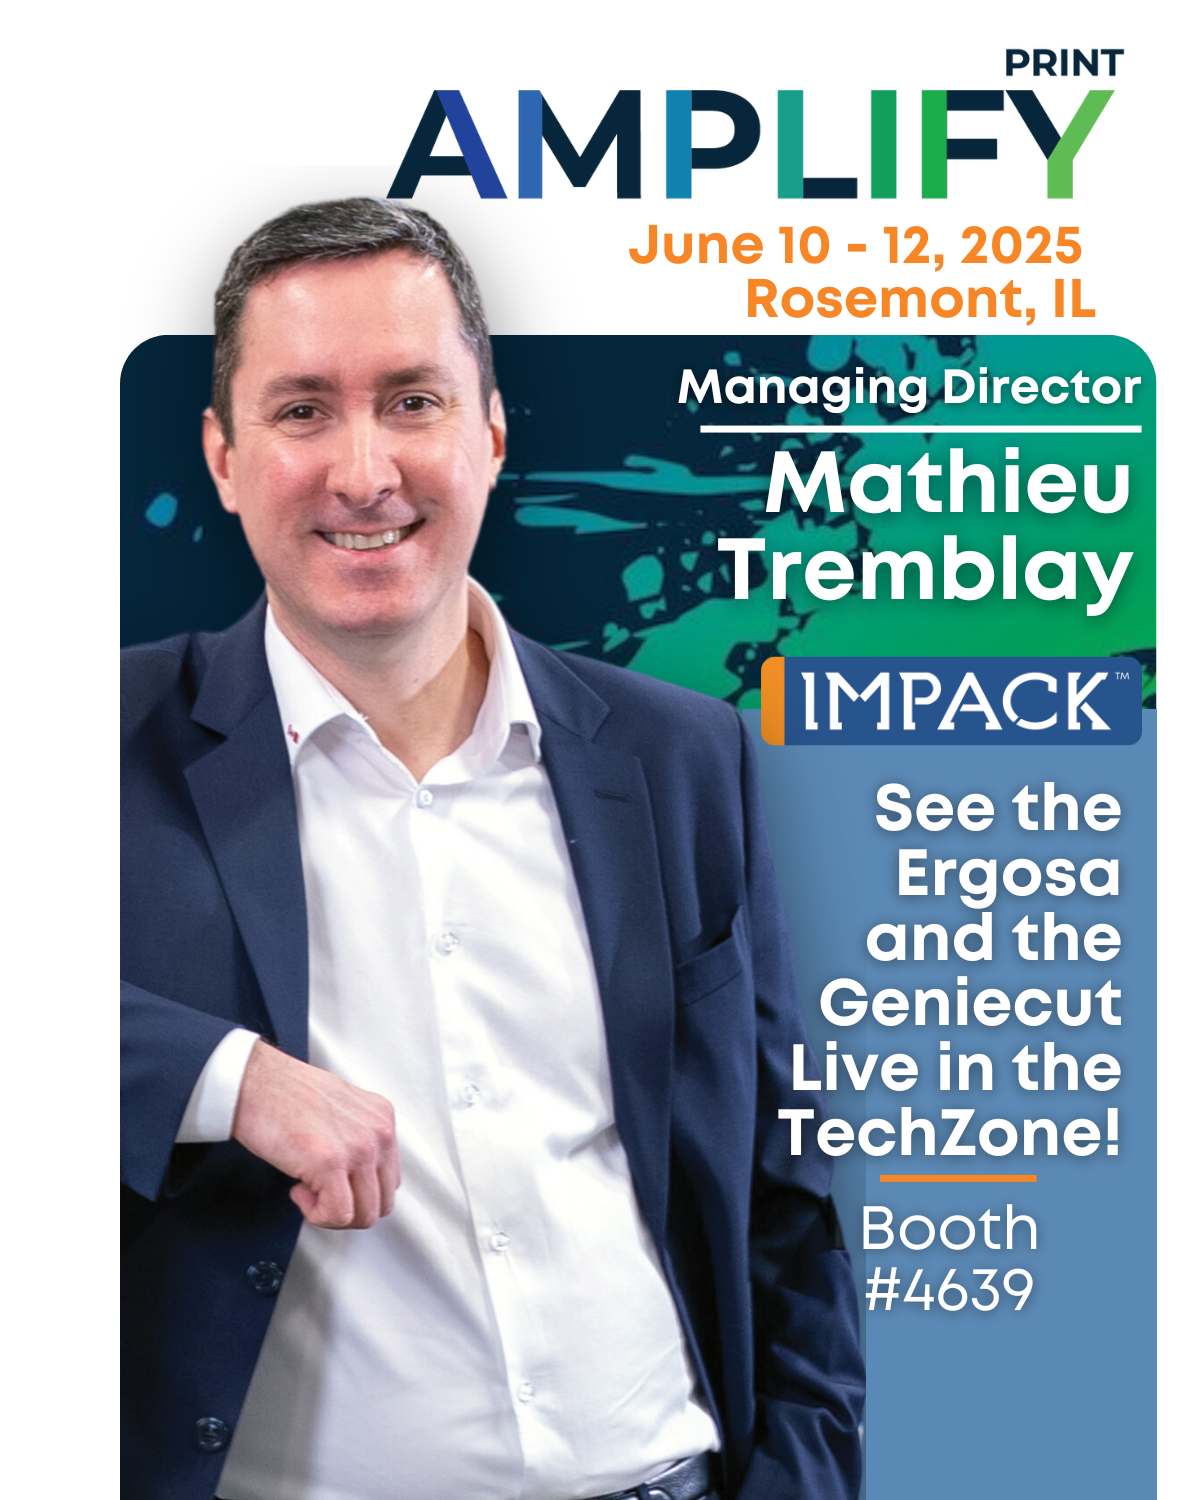 PRINT
AMPLIFY
June 10 - 12, 2025
Rosemont, IL
Managing Director
Mathieu
Tremblay
IMPACK™
See the
Ergosa
and the
Geniecut
Live in the
TechZone!
Booth
#4639